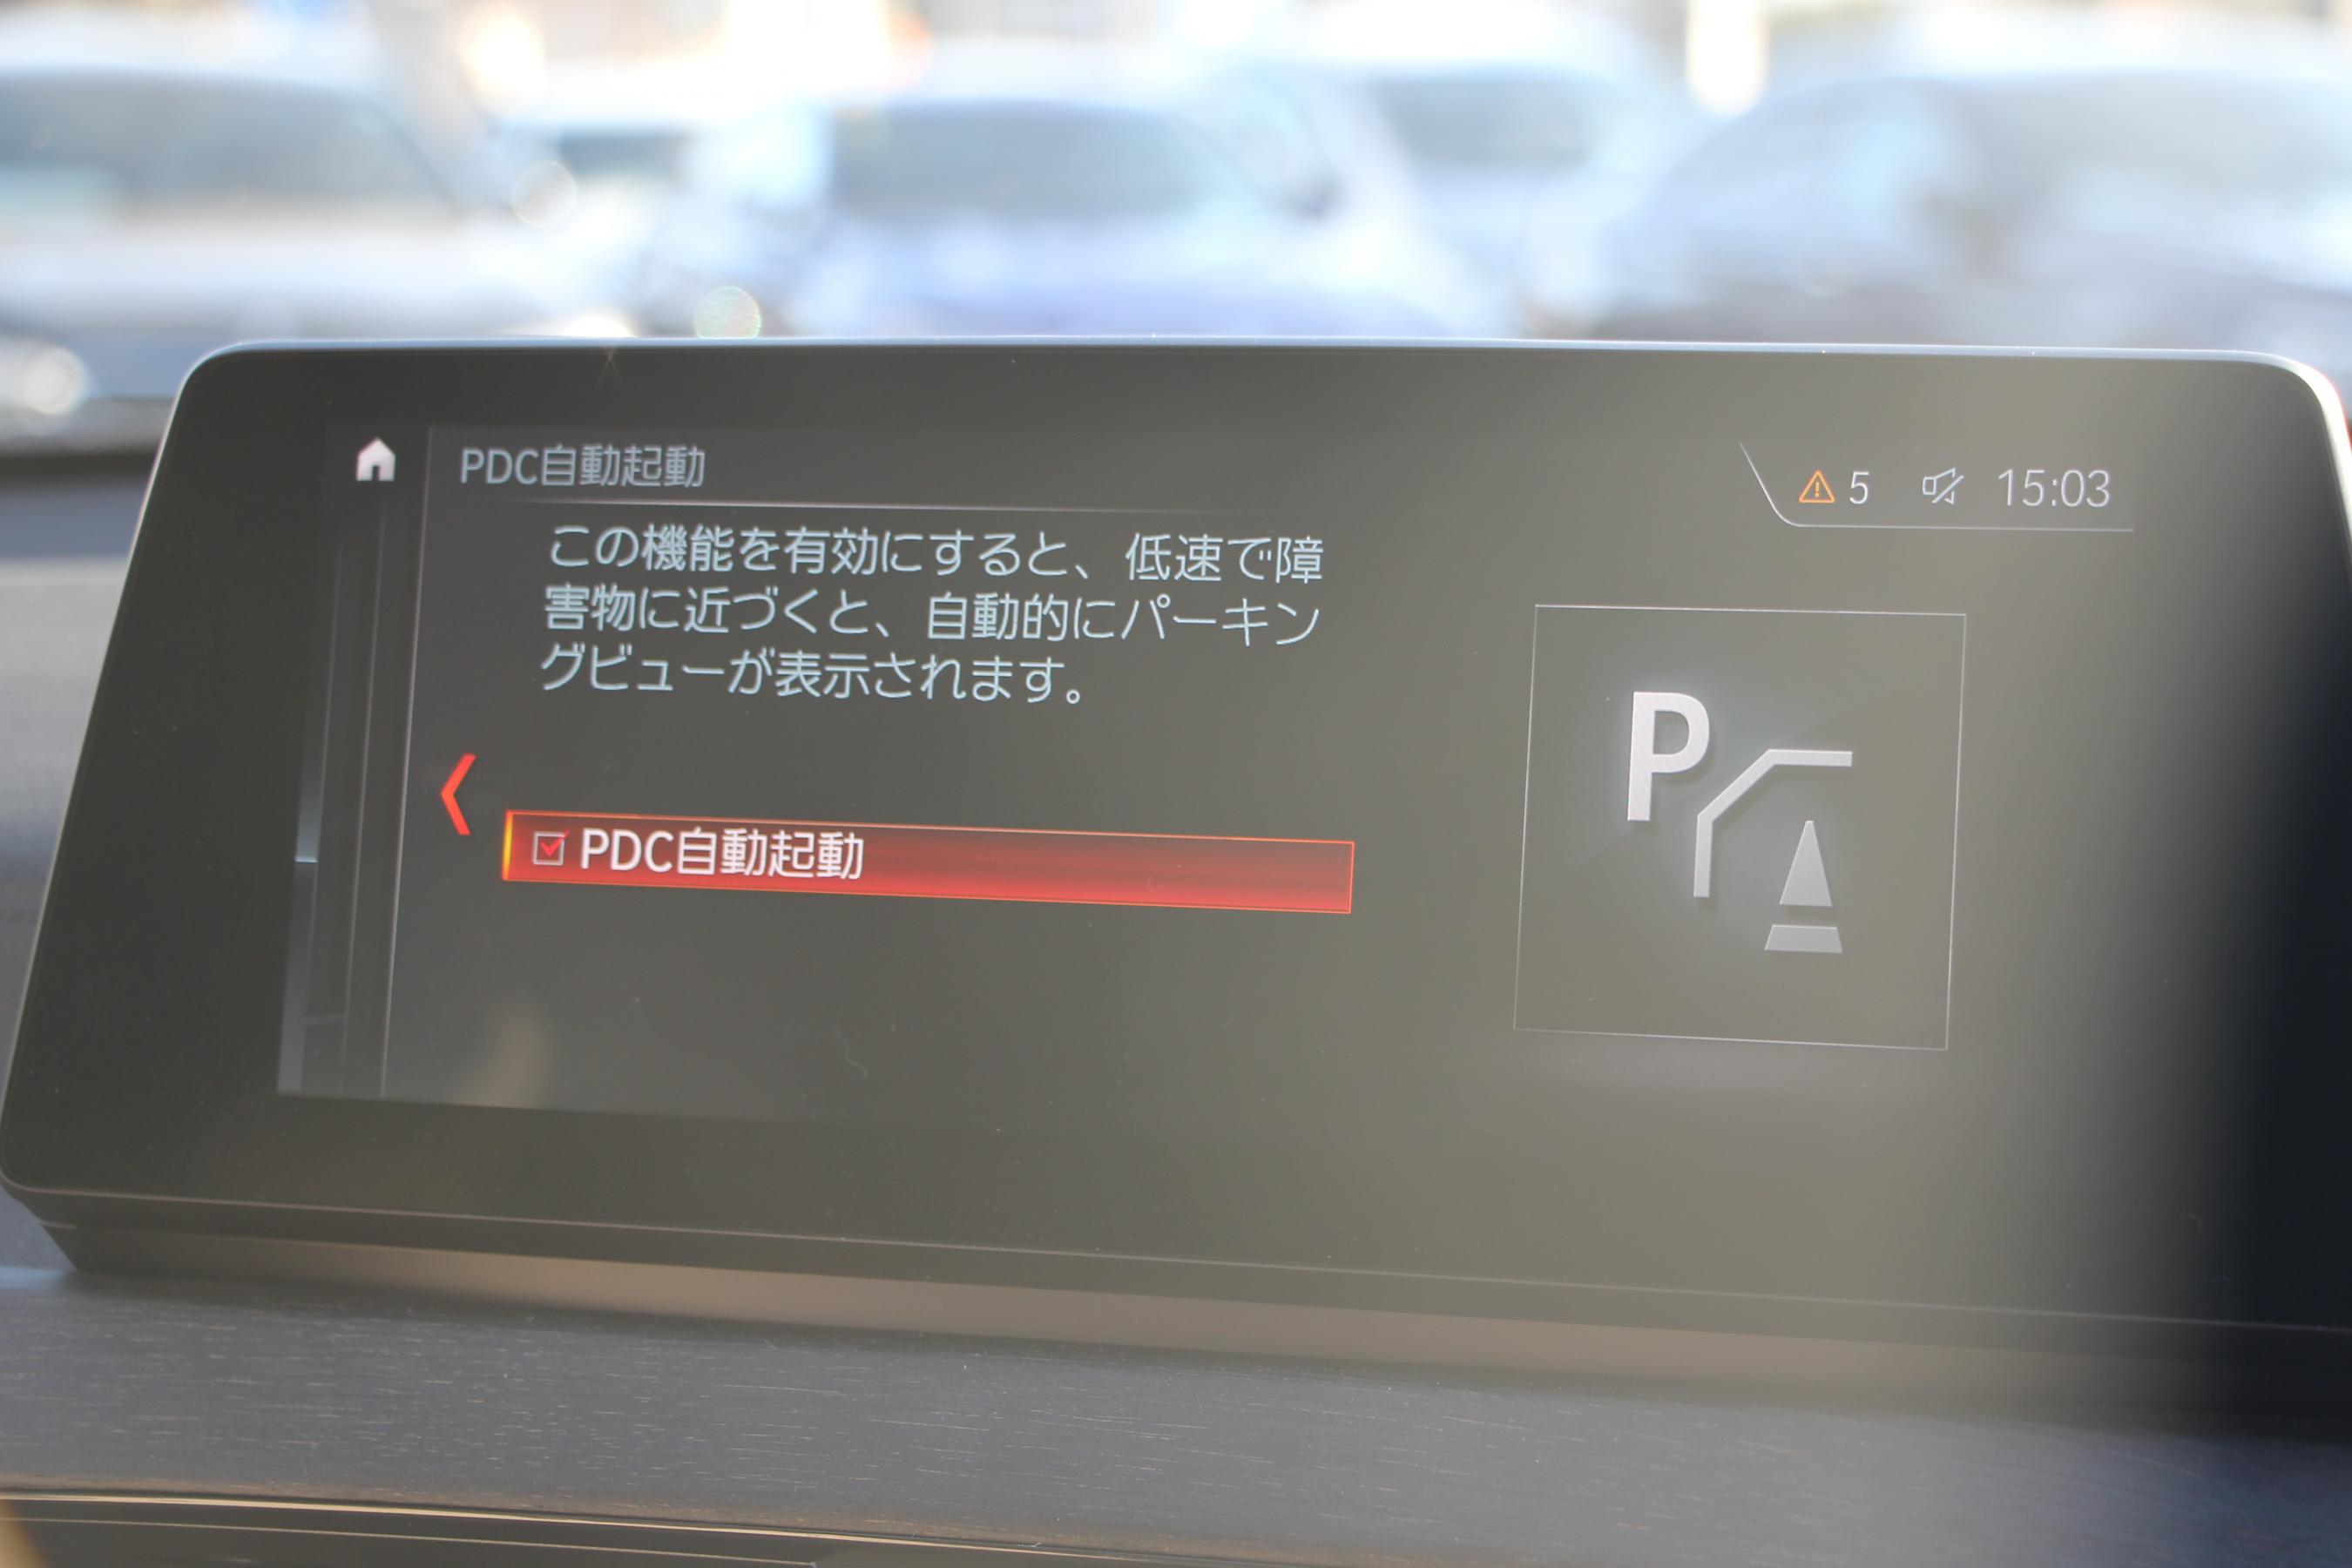 PDC自動起動
5 15:03
この機能を有効にすると、低速で障
害物に近づくと、自動的にパーキン
グビューが表示されます。
PDC自動起動
P